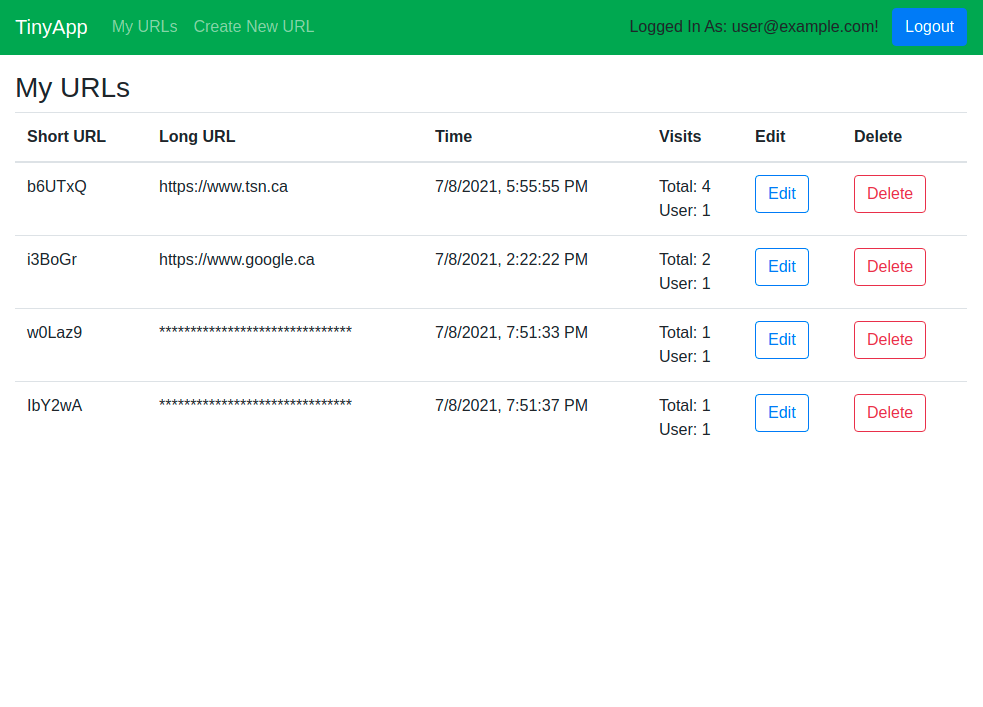 TinyApp My URLs Create New URL Logged In As: user@example.com! Logout
My URLs
Short URL Long URL Time Visits Edit Delete
b6UTxQ https://www.tsn.ca 7/8/2021, 5:55:55 PM Total: 4 Edit Delete
User: 1
i3BoGr https://www.google.ca 7/8/2021, 2:22:22 PM Total: 2 Edit Delete
User: 1
w0Laz9 ******************************* 7/8/2021, 7:51:33 PM Total: 1 Edit Delete
User: 1
IbY2wA ******************************* 7/8/2021, 7:51:37 PM Total: 1 Edit Delete
User: 1